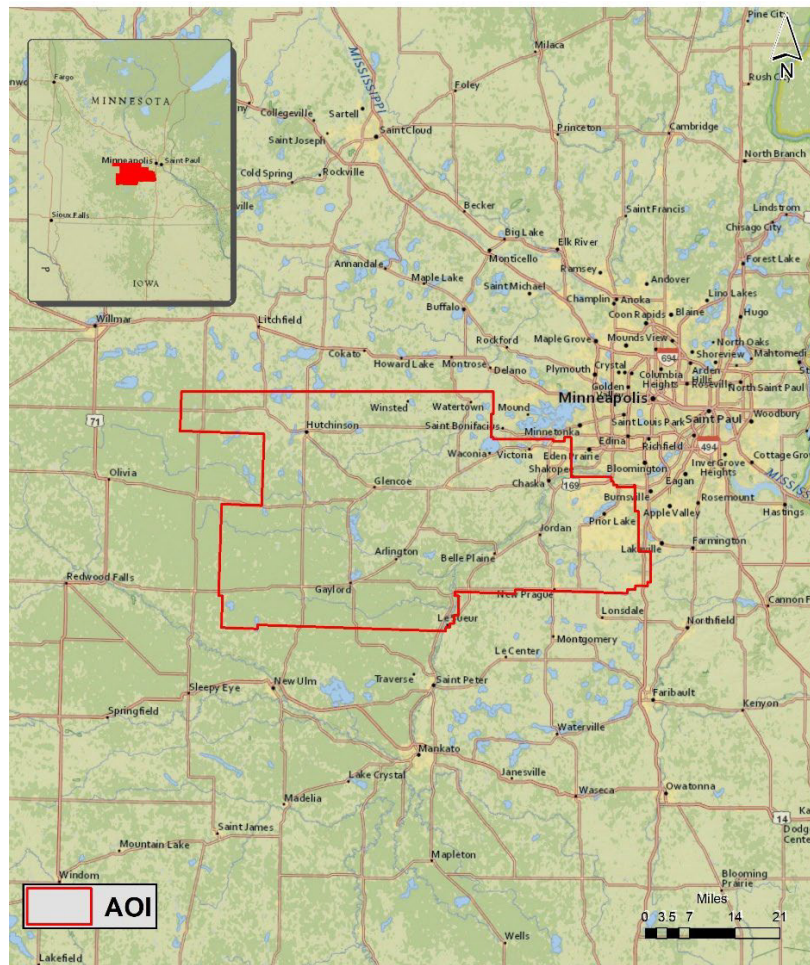 Pine City
Milaca
N
Fargo
MISSISSIPPI
Rush City
MINNESOTA
Foley
Collegeville
Sartell
Saint Cloud
Princeton
Cambridge
Saint Joseph
North Branch
Minneapolis
Saint Paul
Cold Spring
Rockville
Becker
Saint Francis
Lindstrom
Chisago City
Sioux Falls
Big Lake
Elk River
Monticello
Forest Lake
Annandale
Ramsey
IOWA
Maple Lake
Saint Michael
Andover
Champlin
Anoka
Lino Lakes
Buffalo
Coon Rapids
Blaine
Hugo
Willmar
Litchfield
Rockford
Maple Grove
Mounds View
North Oaks
Cokato
694
Shoreview
Mahtomedi
Howard Lake
Montrose
Delano
Plymouth
Crystal
Columbia
Heights
Arden
Hills
Golden
Valley
Roseville
North Saint Paul
Minneapolis
Winsted
Watertown
Mound
Saint Paul
Woodbury
71
Hutchinson
Saint Bonifacius
Minnetonka
Saint Louis Park
Edina
Richfield
494
Waconia
Victoria
Eden Prairie
Inver Grove
Heights
Cottage Grove
Olivia
Shakopee
Bloomington
Eagan
Glencoe
Chaska
169
Burnsville
Rosemount
Apple Valley
Hastings
Prior Lake
Jordan
Arlington
Belle Plaine
Lakeville
Farmington
Redwood Falls
Gaylord
New Prague
Cannon F
Le Sueur
Lonsdale
Northfield
Montgomery
Le Center
Traverse
Saint Peter
Sleepy Eye
New Ulm
Faribault
Kenyon
Springfield
Waterville
Mankato
Lake Crystal
Janesville
Waseca
Owatonna
Madelia
14
Saint James
Dodge
Center
Mountain Lake
Mapleton
Windom
Blooming
Prairie
AOI
Miles
0 3.5 7 14 21
Wells
Lakefield